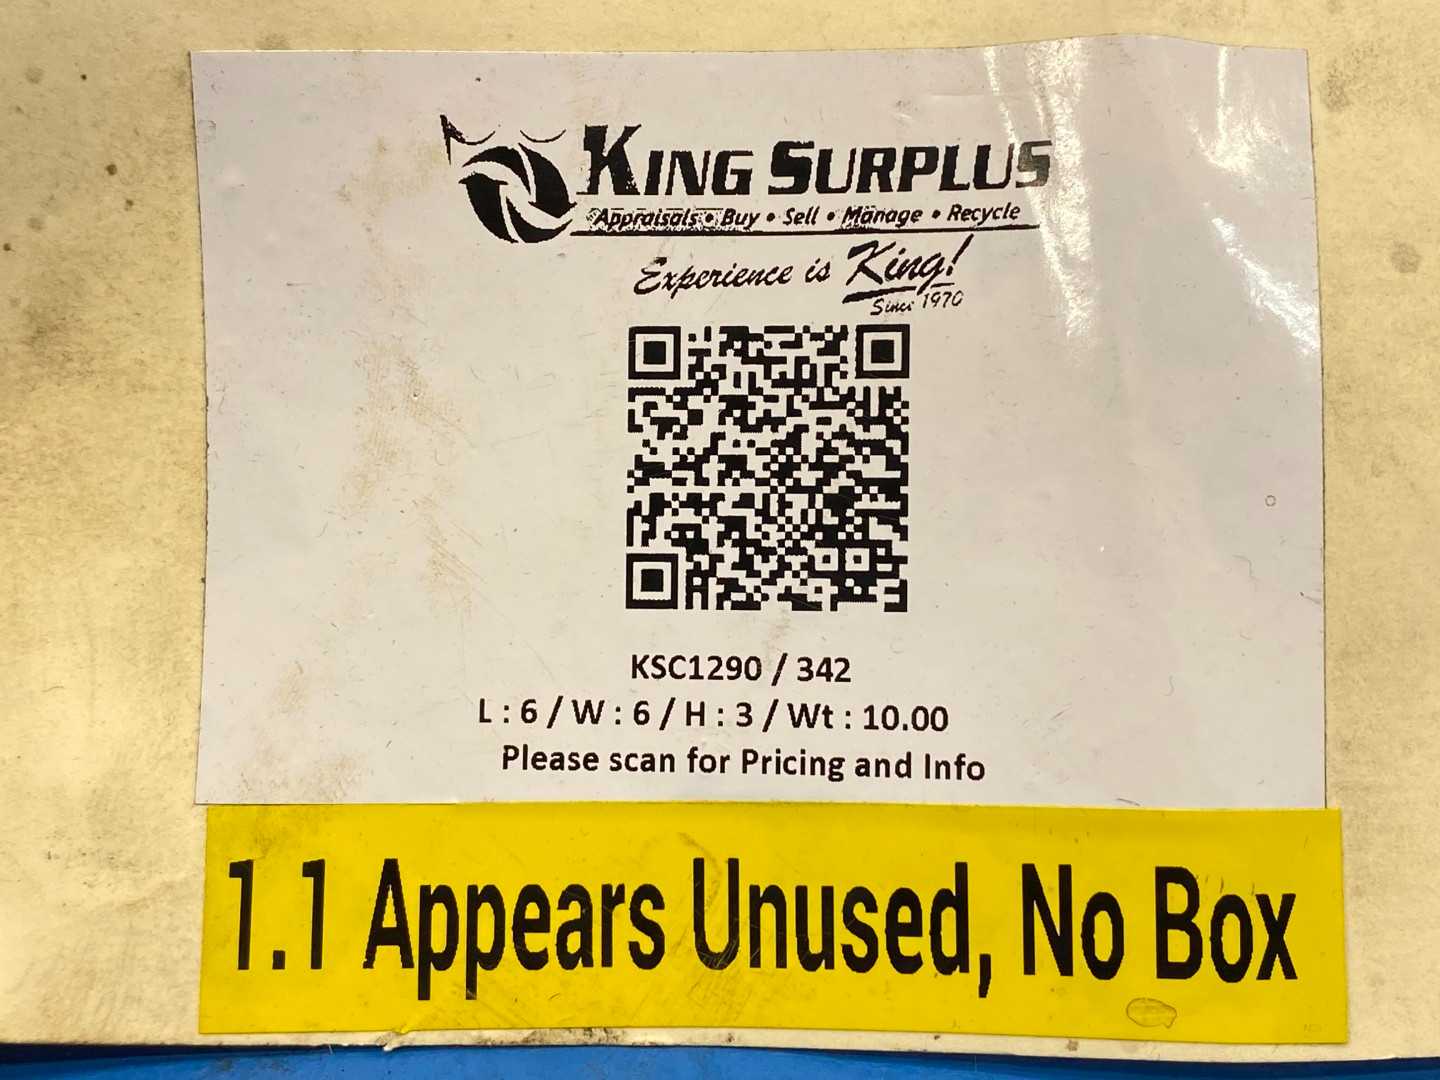 KING SURPLUS
Appraisals • Buy • Sell • Manage • Recycle
Experience is King!
Since 1970
KSC1290 / 342
L : 6 / W : 6 / H : 3 / Wt : 10.00
Please scan for Pricing and Info
1.1 Appears Unused, No Box